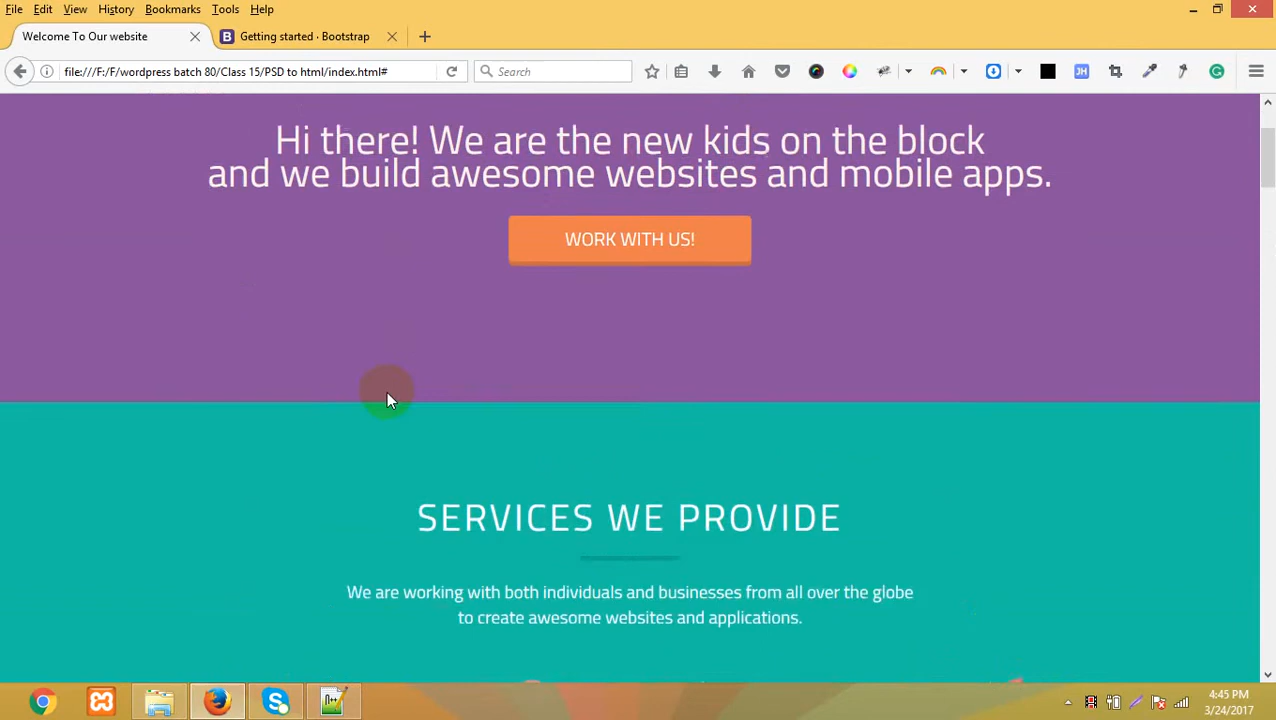 File Edit View History Bookmarks Tools Help
Welcome To Our website
B Getting started · Bootstrap
file:///F:/F/wordpress batch 80/Class 15/PSD to html/index.html#
Search
JH
Hi there! We are the new kids on the block
and we build awesome websites and mobile apps.
WORK WITH US!
SERVICES WE PROVIDE
We are working with both individuals and businesses from all over the globe
to create awesome websites and applications.
4:45 PM
3/24/2017